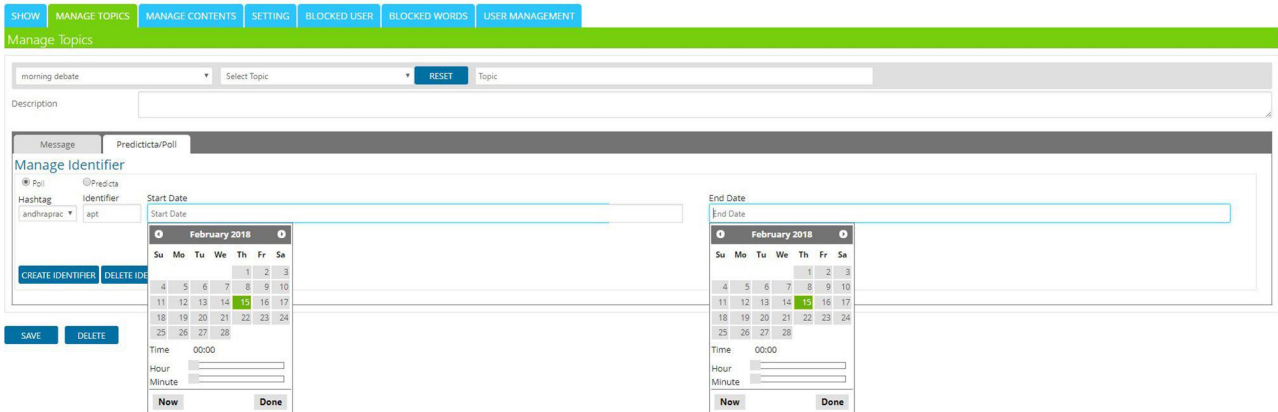 SHOW MANAGE TOPICS MANAGE CONTENTS SETTING BLOCKED USER BLOCKED WORDS USER MANAGEMENT
Manage Topics
morning debate Select Topic RESET Topic
Description
Message Predicticta/Poll
Manage Identifier
Poll Predicta
Hashtag Identifier Start Date End Date
andhraprac apt Start Date End Date
February 2018 February 2018
Su Mo Tu We Th Fr Sa Su Mo Tu We Th Fr Sa
1 2 3 1 2 3
CREATE IDENTIFIER DELETE IDE
4 5 6 7 8 9 10 4 5 6 7 8 9 10
11 12 13 14 15 16 17 11 12 13 14 15 16 17
18 19 20 21 22 23 24 18 19 20 21 22 23 24
25 26 27 28 25 26 27 28
SAVE DELETE
Time 00:00 Time 00:00
Hour Hour
Minute Minute
Now Done Now Done